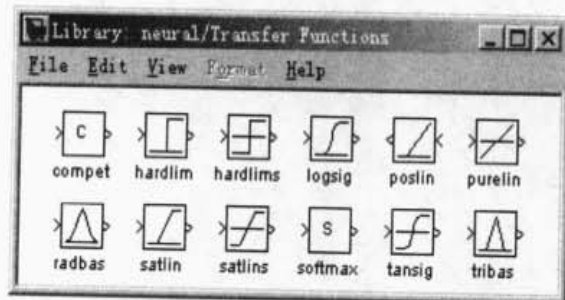 Library: neural/Transfer Functions
File Edit View Format Help
C
compet hardlim hardlims logsig poslin purelin
S
radbas satlin satlins softmax tansig tribas